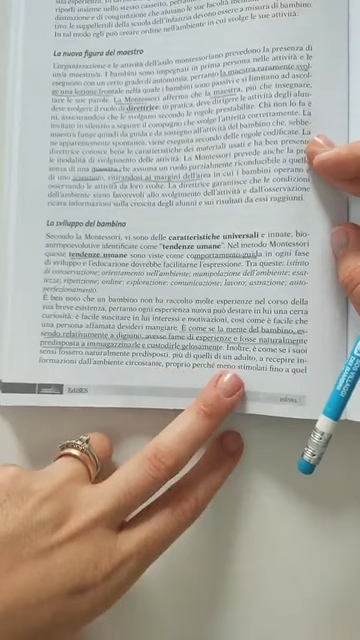 distinzione e di congiunzione che aiutano le sue facoltà mentali
tivo, le suppellettili della scuola dell'infanzia devono essere a misura di bambino
In tal modo egli può creare ordine nell'ambiente in cui svolge le sue attività.
La nuova figura del maestro
L'organizzazione e le attività dell'asilo montessoriano prevedono la presenza di
un/a maestro/a. I bambini sono impegnati in prima persona nelle attività e le
eseguono con un certo grado di autonomia, pertanto la maestra raramente svol-
ge una lezione frontale nella quale i bambini sono passivi e si limitano ad ascol-
tare le sue parole. La Montessori afferma che la maestra, più che insegnare,
deve svolgere il ruolo di direttrice: in pratica, deve dirigere le attività degli alun-
ni, assicurandosi che le svolgano secondo le regole prestabilite. Chi non lo fa è
invitato in silenzio a seguire il compagno che svolge l'attività correttamente. La
maestra funge quindi da guida e da sostegno all'attività del bambino che, sebbe-
ne apparentemente spontanea, viene eseguita secondo delle regole codificate. La
direttrice conosce bene le caratteristiche dei materiali usati e ha ben presenti
le modalità di svolgimento delle attività. La Montessori prevede anche la pre-
senza di una che assuma un ruolo parzialmente riconducibile a quello
di uno ai margini dell'area in cui i bambini operano e
osservando le attività da loro svolte. La direttrice garantisce che le condizioni
dell'ambiente siano favorevoli allo svolgimento dell'attività e dall'osservazione
ricava informazioni sulla crescita degli alunni e sui risultati da essi raggiunti.
Lo sviluppo del bambino
Secondo la Montessori, vi sono delle caratteristiche universali e innate, bio-
antropoevolutive identificate come "tendenze umane". Nel metodo Montessori
queste tendenze umane sono viste come comportamento-guida in ogni fase
di sviluppo e l'educazione dovrebbe facilitarne l'espressione. Tra queste: istinto
di conservazione; orientamento nell'ambiente; manipolazione dell'ambiente; esat-
tezza; ripetizione; ordine; esplorazione; comunicazione; lavoro; astrazione; auto-
perfezionamento.
È ben noto che un bambino non ha raccolto molte esperienze nel corso della
sua breve esistenza, pertanto ogni esperienza nuova può destare in lui una certa
curiosità: è facile suscitare in lui interessi e motivazioni, così come è facile che
una persona affamata desideri mangiare. È come se la mente del bambino, es-
sendo relativamente a digiuno, avesse fame di esperienze e fosse naturalmente
predisposta a immagazzinarle e custodirle gelosamente. Inoltre, è come se i suoi
sensi fossero naturalmente predisposti, più di quelli di un adulto, a recepire in-
formazioni dall'ambiente circostante, proprio perché meno stimolati fino a quel
EdiSES